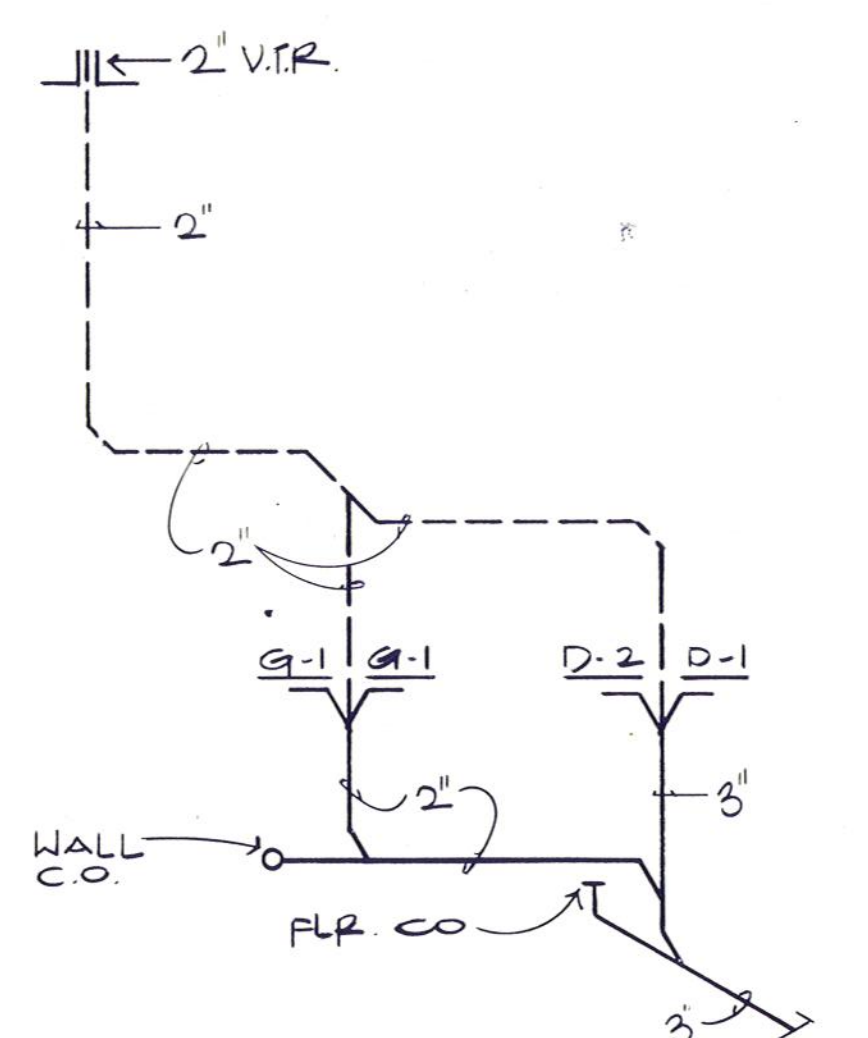 2" V.T.R.
2"
2"
G-1 G-1
D-2 D-1
2"
3"
WALL
C.O.
FLR. CO
3"